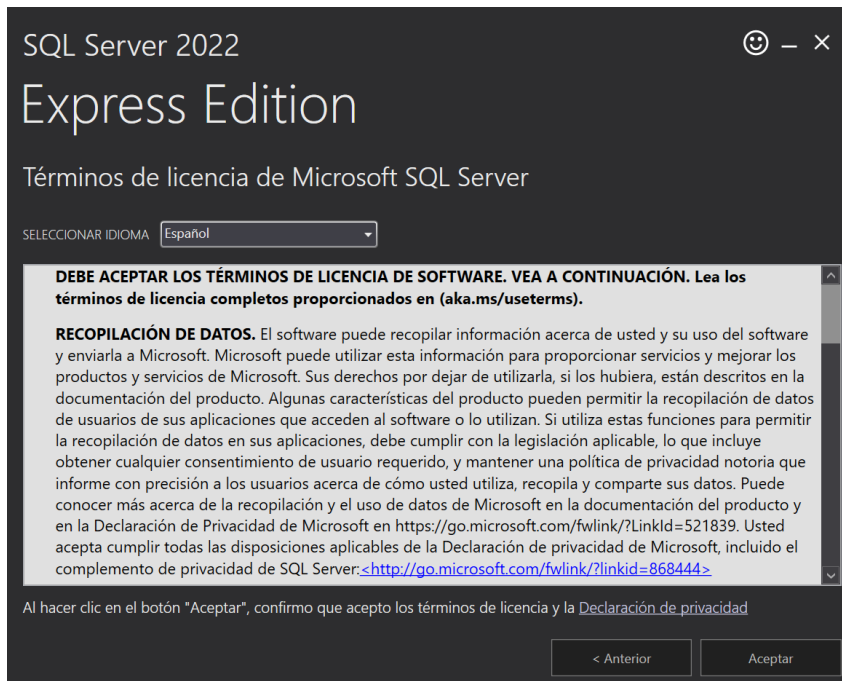 SQL Server 2022
Express Edition
Términos de licencia de Microsoft SQL Server
SELECCIONAR IDIOMA Español
DEBE ACEPTAR LOS TÉRMINOS DE LICENCIA DE SOFTWARE. VEA A CONTINUACIÓN. Lea los
términos de licencia completos proporcionados en (aka.ms/useterms).
RECOPILACIÓN DE DATOS. El software puede recopilar información acerca de usted y su uso del software
y enviarla a Microsoft. Microsoft puede utilizar esta información para proporcionar servicios y mejorar los
productos y servicios de Microsoft. Sus derechos por dejar de utilizarla, si los hubiera, están descritos en la
documentación del producto. Algunas características del producto pueden permitir la recopilación de datos
de usuarios de sus aplicaciones que acceden al software o lo utilizan. Si utiliza estas funciones para permitir
la recopilación de datos en sus aplicaciones, debe cumplir con la legislación aplicable, lo que incluye
obtener cualquier consentimiento de usuario requerido, y mantener una política de privacidad notoria que
informe con precisión a los usuarios acerca de cómo usted utiliza, recopila y comparte sus datos. Puede
conocer más acerca de la recopilación y el uso de datos de Microsoft en la documentación del producto y
en la Declaración de Privacidad de Microsoft en https://go.microsoft.com/fwlink/?LinkId=521839. Usted
acepta cumplir todas las disposiciones aplicables de la Declaración de privacidad de Microsoft, incluido el
complemento de privacidad de SQL Server:<http://go.microsoft.com/fwlink/?linkid=868444>
Al hacer clic en el botón "Aceptar", confirmo que acepto los términos de licencia y la Declaración de privacidad
< Anterior Aceptar